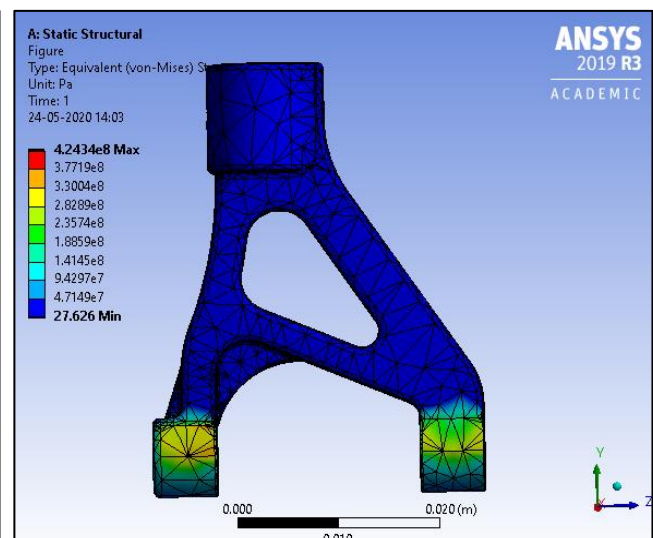 A: Static Structural
Figure
Type: Equivalent (von-Mises) St
Unit: Pa
Time: 1
24-05-2020 14:03
4.2434e8 Max
3.7719e8
3.3004e8
2.8289e8
2.3574e8
1.8859e8
1.4145e8
9.4297e7
4.7149e7
27.626 Min
ANSYS
2019 R3
ACADEMIC
Y
Z
0.000
0.020 (m)
0.010